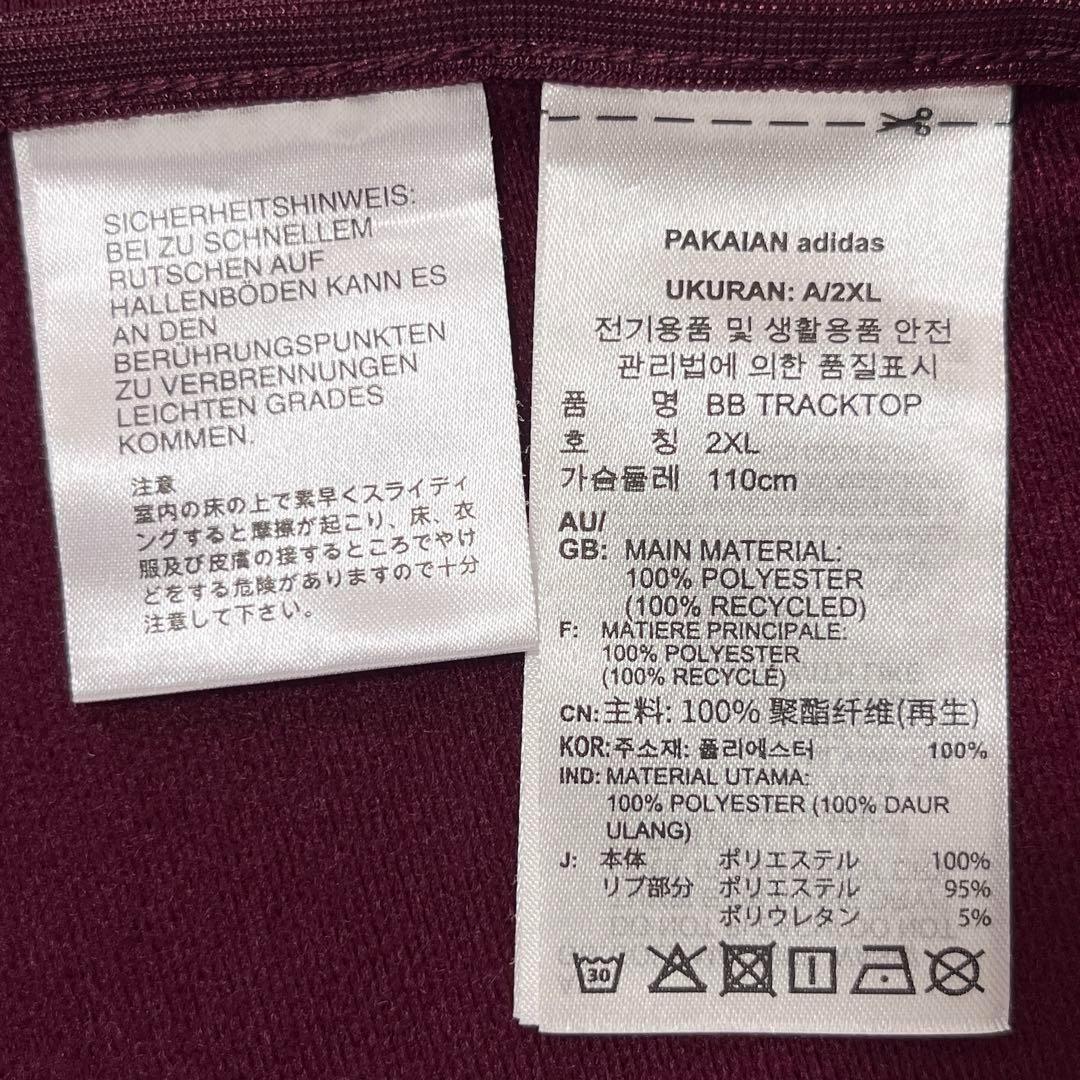 SICHERHEITSHINWEIS:
BEI ZU SCHNELLEM
RUTSCHEN AUF
HALLENBÖDEN KANN ES
AN DEN
BERÜHRUNGSPUNKTEN
ZU VERBRENNUNGEN
LEICHTEN GRADES
KOMMEN.
注意
室内の床の上で素早くスライディ
ングすると摩擦が起こり、床、衣
服及び皮膚の接するところでやけ
どをする危険がありますので十分
注意して下さい。
PAKAIAN adidas
UKURAN: A/2XL
전기용품 및 생활용품 안전
관리법에 의한 품질표시
품 명 BB TRACKTOP
호 칭 2XL
가슴둘레 110cm
AU/
GB: MAIN MATERIAL:
100% POLYESTER
(100% RECYCLED)
F: MATIERE PRINCIPALE:
100% POLYESTER
(100% RECYCLÉ)
CN: 主料: 100% 聚酯纤维(再生)
KOR: 주소재: 폴리에스터 100%
IND: MATERIAL UTAMA:
100% POLYESTER (100% DAUR
ULANG)
J: 本体 ポリエステル 100%
リブ部分 ポリエステル 95%
ポリウレタン 5%
30